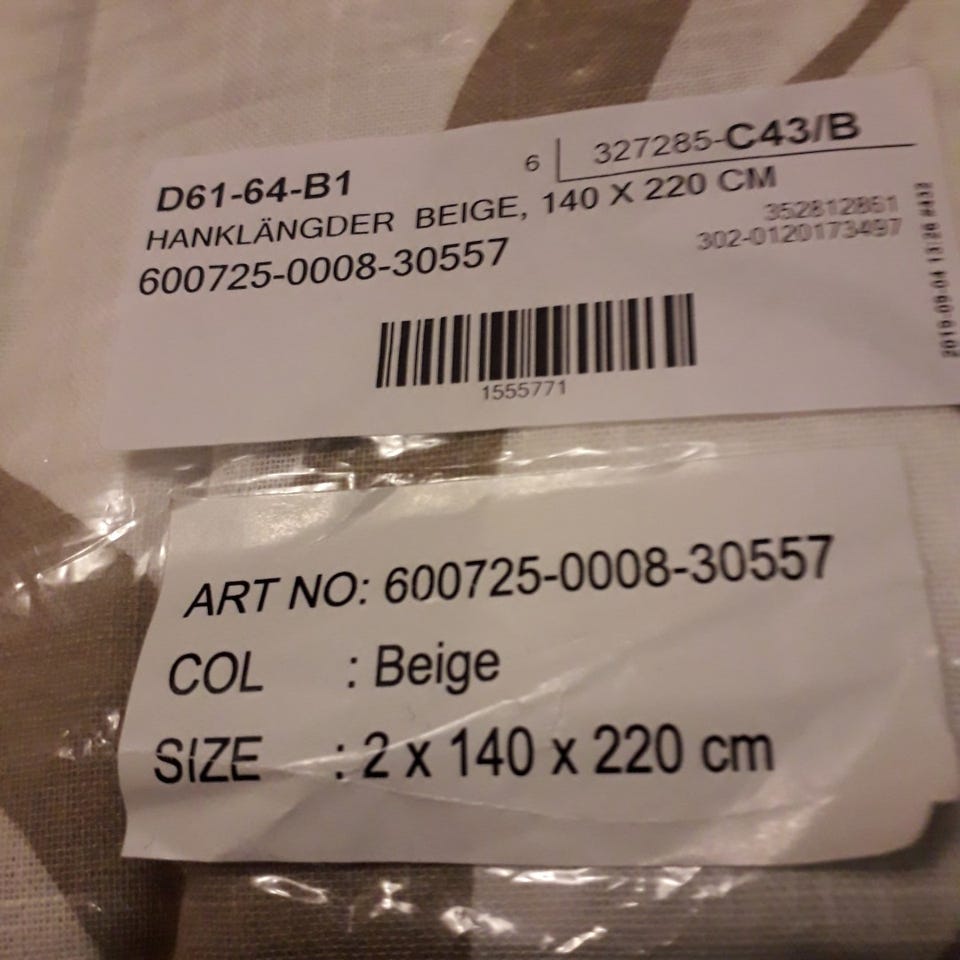 D61-64-B1
6 327285-C43/B
HANKLÄNGDER BEIGE, 140 X 220 CM
352812861
600725-0008-30557
302-0120173497
1555771
ART NO: 600725-0008-30557
COL : Beige
SIZE : 2 x 140 x 220 cm